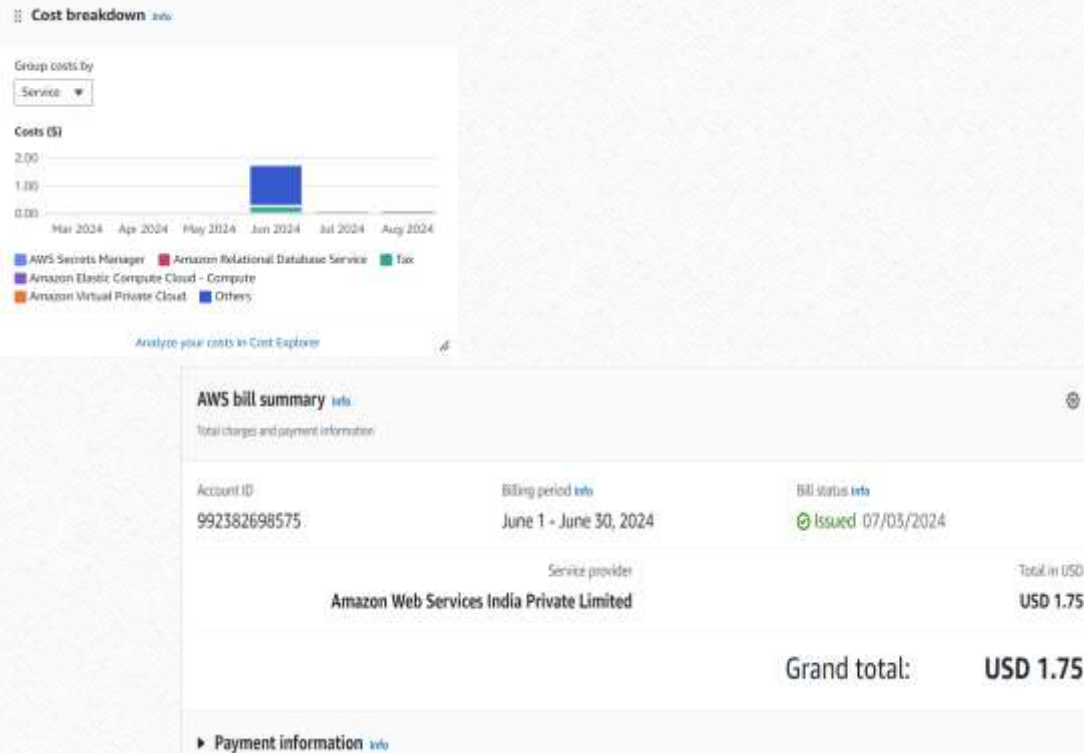 Cost breakdown Info
Group costs by
Service
Costs ($)
2.00
1.00
0.00
Mar 2024 Apr 2024 May 2024 Jun 2024 Jul 2024 Aug 2024
AWS Secrets Manager Amazon Relational Database Service Tax
Amazon Elastic Compute Cloud - Compute
Amazon Virtual Private Cloud Others
Analyze your costs in Cost Explorer
AWS bill summary Info
Total charges and payment information
Account ID Billing period Info Bill status Info
992382698575 June 1 - June 30, 2024 Issued 07/03/2024
Service provider Total in USD
Amazon Web Services India Private Limited USD 1.75
Grand total: USD 1.75
Payment information Info